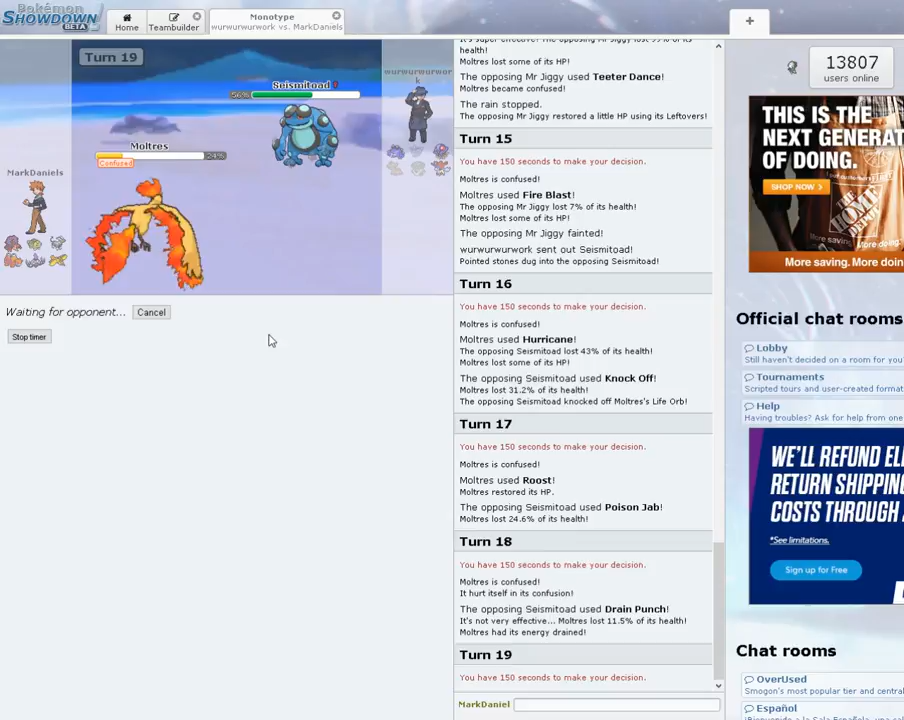 Pokémon
SHOWDOWN
BETA
Home
Teambuilder
Monotype
wurwurwurwork vs. MarkDaniels
+
Turn 19
Seismitoad
56%
Moltres
24%
Confused
wurwurwurwor
k
MarkDaniels
Waiting for opponent... Cancel
Stop timer
health!
Moltres lost some of its HP!
The opposing Mr Jiggy used Teeter Dance!
Moltres became confused!
The rain stopped.
The opposing Mr Jiggy restored a little HP using its Leftovers!
Turn 15
You have 150 seconds to make your decision.
Moltres is confused!
Moltres used Fire Blast!
The opposing Mr Jiggy lost 7% of its health!
Moltres lost some of its HP!
The opposing Mr Jiggy fainted!
wurwurwurwork sent out Seismitoad!
Pointed stones dug into the opposing Seismitoad!
Turn 16
You have 150 seconds to make your decision.
Moltres is confused!
Moltres used Hurricane!
The opposing Seismitoad lost 43% of its health!
Moltres lost some of its HP!
The opposing Seismitoad used Knock Off!
Moltres lost 31.2% of its health!
The opposing Seismitoad knocked off Moltres's Life Orb!
Turn 17
You have 150 seconds to make your decision.
Moltres is confused!
Moltres used Roost!
Moltres restored its HP.
The opposing Seismitoad used Poison Jab!
Moltres lost 24.6% of its health!
Turn 18
You have 150 seconds to make your decision.
Moltres is confused!
It hurt itself in its confusion!
The opposing Seismitoad used Drain Punch!
It's not very effective... Moltres lost 11.5% of its health!
Moltres had its energy drained!
Turn 19
You have 150 seconds to make your decision.
MarkDaniel
13807
users online
THIS IS THE
NEXT GENERAT
OF DOING.
SHOP NOW
THE HOME DEPOT
More saving. More doin
Official chat rooms
Lobby
Still haven't decided on a room for you
Tournaments
Scripted tours and user-created format
Help
Having troubles? Ask for help from one
WE'LL REFUND EL
RETURN SHIPPING
COSTS THROUGH
*See limitations.
Sign up for Free
Chat rooms
OverUsed
Smogon's most popular tier and central
Español